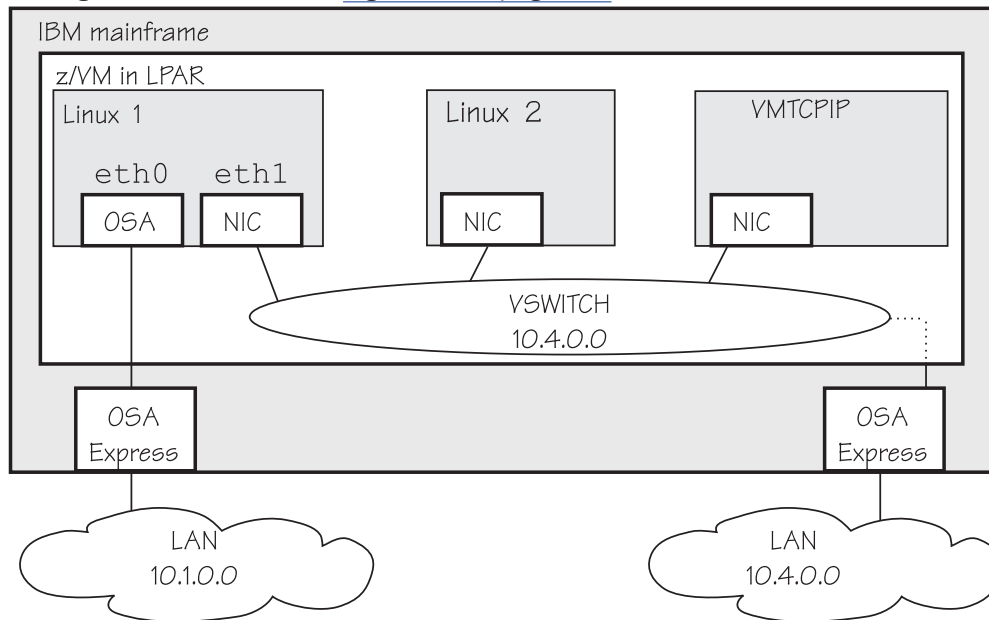 IBM mainframe
z/VM in LPAR
Linux 1
Linux 2
VMTCPIP
eth0
eth1
OSA
NIC
NIC
NIC
VSWITCH
10.4.0.0
OSA
Express
OSA
Express
LAN
10.1.0.0
LAN
10.4.0.0